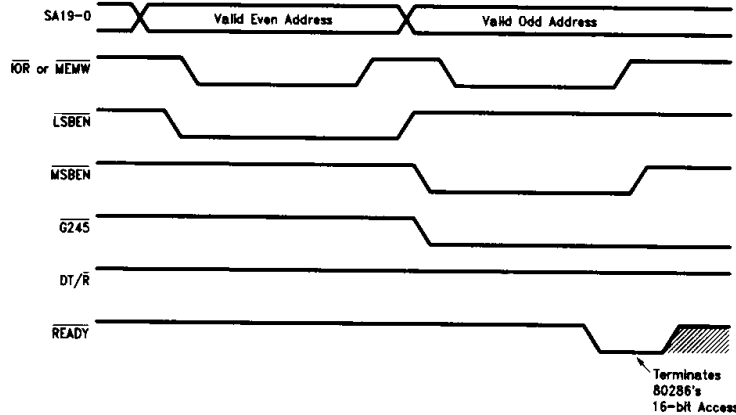 SA19-0
Valid Even Address
Valid Odd Address
IOR or MEMW
LSBEN
MSBEN
G245
DT/R
READY
Terminates
80286's
16-bit Access